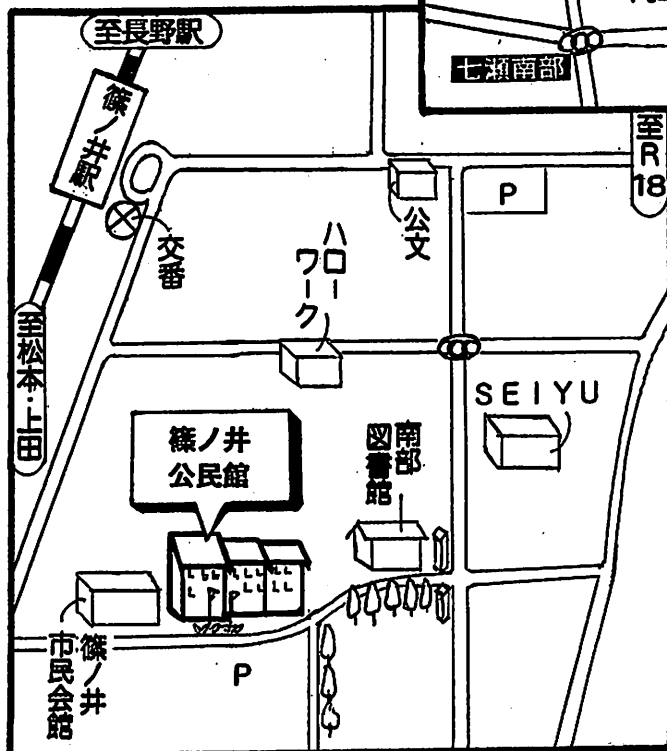 至長野駅
篠ノ井駅
七瀬南部
至R18
P
公文
交番
ハロー
ワーク
至松本・上田
SEIYU
篠ノ井
公民館
南部
図書館
篠ノ井
市民会館
P